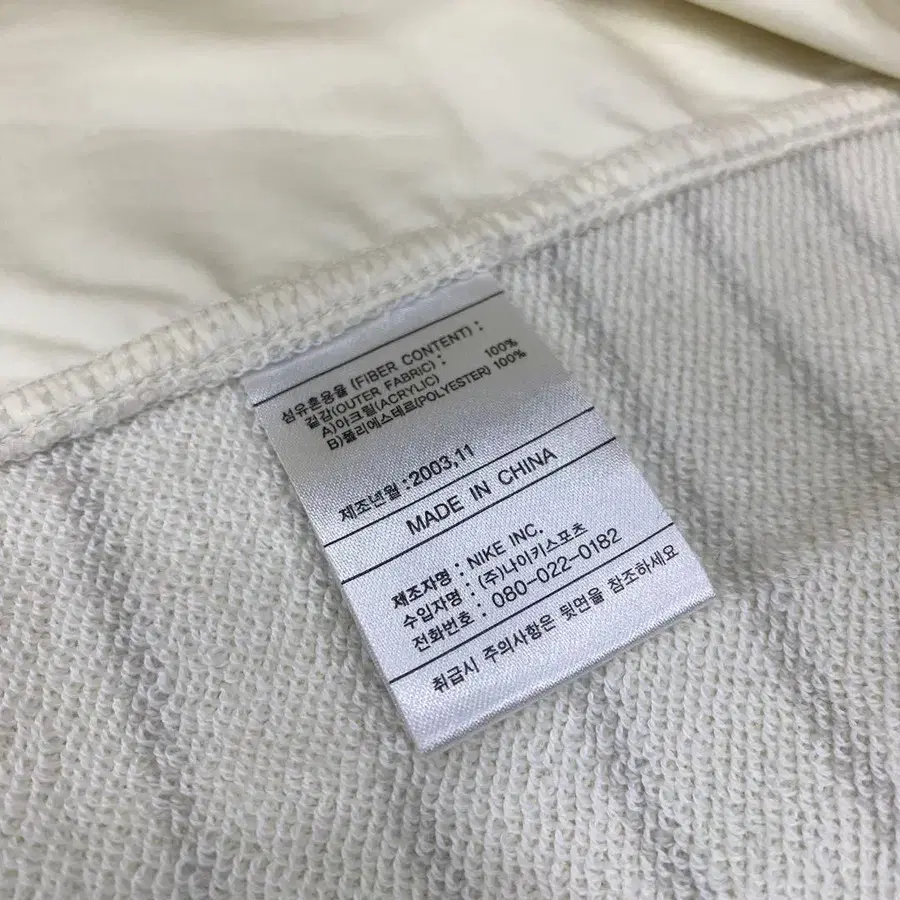 섬유혼용율 (FIBER CONTENT) :
겉감(OUTER FABRIC) :
A)아크릴(ACRYLIC) 100%
B)폴리에스테르(POLYESTER) 100%
제조년월 : 2003,11
MADE IN CHINA
제조자명 : NIKE INC.
수입자명 : (주)나이키스포츠
전화번호 : 080-022-0182
취급시 주의사항은 뒷면을 참조하세요